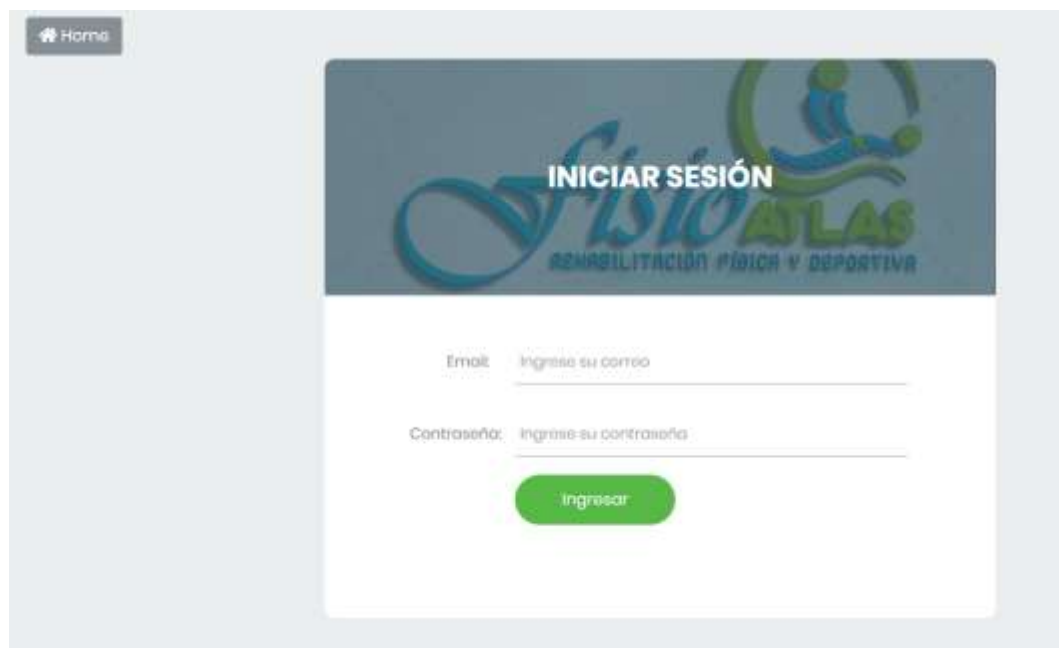 Home
INICIAR SESIÓN
Fisio
ATLAS
REHABILITACIÓN FÍSICA Y DEPORTIVA
Email:
Ingrese su correo
Contraseña:
Ingrese su contraseña
Ingresar